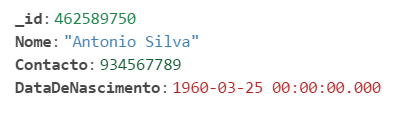 _id: 462589750
Nome: "Antonio Silva"
Contacto: 934567789
DataDeNascimento: 1960-03-25 00:00:00.000